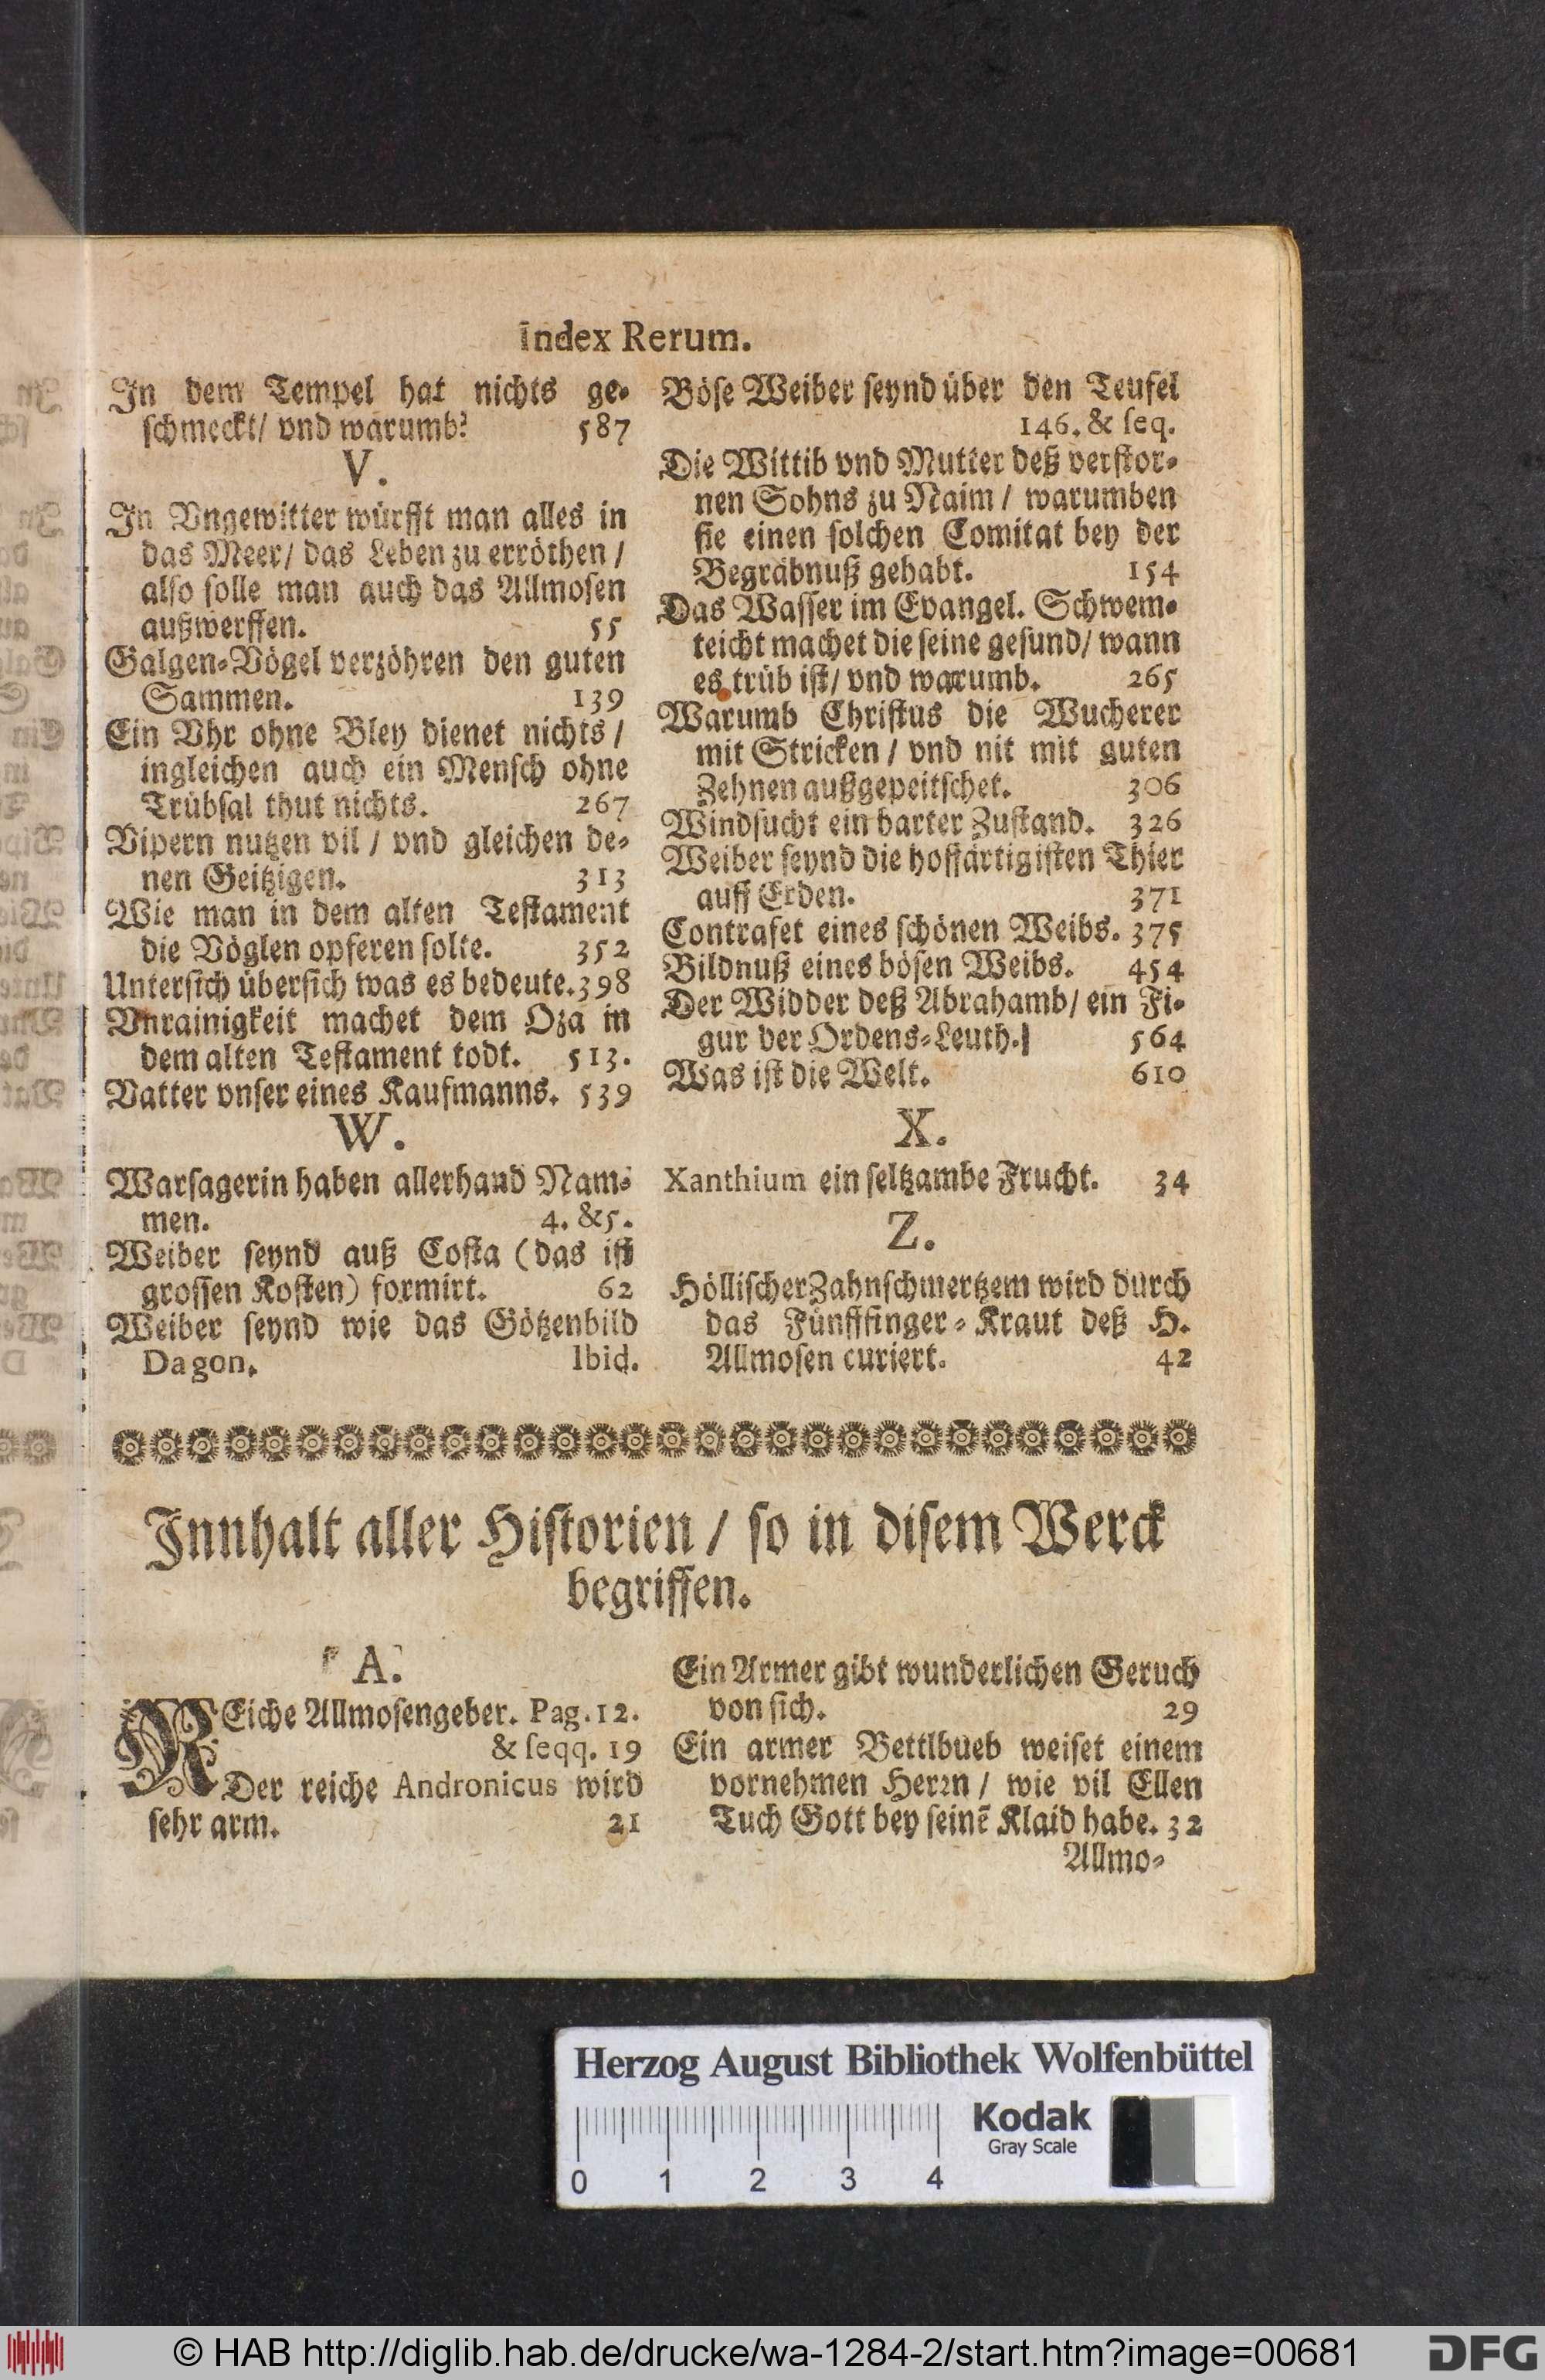 Index Rerum.
In dem Tempel hat nichts ge-
schmeckt/ vnd warumb? 587
V.
In Vngewitter würfft man alles in
das Meer/ das Leben zu erröthen /
also solle man auch das Allmosen
außwerffen. 55
Galgen-Vögel verzöhren den guten
Sammen. 139
Ein Vhr ohne Bley dienet nichts /
ingleichen auch ein Mensch ohne
Trübsal thut nichts. 267
Vipern nutzen vil / vnd gleichen de-
nen Geitzigen. 313
Wie man in dem alten Testament
die Vöglen opferen solte. 352
Untersich übersich was es bedeute. 398
Vnrainigkeit machet dem Oza in
dem alten Testament todt. 513.
Vatter vnser eines Kaufmanns. 539
W.
Warsagerin haben allerhand Nam-
men. 4. &5.
Weiber seynd auß Costa (das ist
grossen Kosten) formirt. 62
Weiber seynd wie das Götzenbild
Dagon. Ibid.
Böse Weiber seynd über den Teufel
146. & seq.
Die Wittib vnd Mutter deß verstor-
nen Sohns zu Naim / warumben
sie einen solchen Comitat bey der
Begräbnuß gehabt. 154
Das Wasser im Evangel. Schwem-
teicht machet die seine gesund/ wann
es trüb ist/ vnd warumb. 265
Warumb Christus die Wucherer
mit Stricken / vnd nit mit guten
Zehnen außgepeitschet. 306
Windsucht ein harter Zustand. 326
Weiber seynd die hoffärtigisten Thier
auff Erden. 371
Contrafet eines schönen Weibs. 375
Bildnuß eines bösen Weibs. 454
Der Widder deß Abrahamb/ ein Fi-
gur der Ordens-Leuth. 564
Was ist die Welt. 610
X.
Xanthium ein seltzambe Frucht. 34
Z.
Höllischer Zahnschmertzem wird durch
das Fünfffinger-Kraut deß H.
Allmosen curiert. 42
Innhalt aller Historien / so in disem Werck
begriffen.
A.
REiche Allmosengeber. Pag. 12.
& seqq. 19
Der reiche Andronicus wird
sehr arm. 21
Ein Armer gibt wunderlichen Geruch
von sich. 29
Ein armer Bettlbueb weiset einem
vornehmen Herrn / wie vil Ellen
Tuch Gott bey seinē Klaid habe. 32
Allmo-
Herzog August Bibliothek Wolfenbüttel
Kodak
Gray Scale
0 1 2 3 4
© HAB http://diglib.hab.de/drucke/wa-1284-2/start.htm?image=00681
DFG